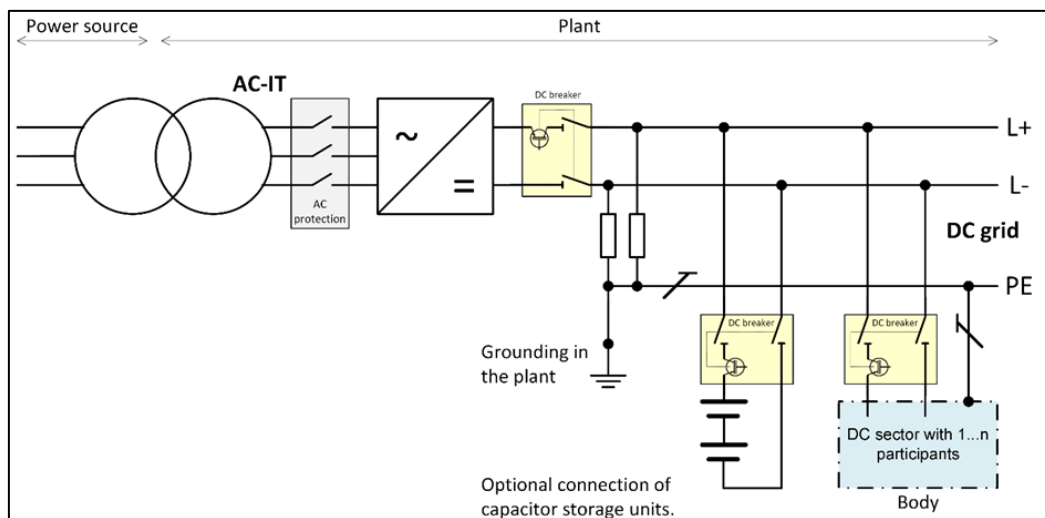 Power source
Plant
AC-IT
DC breaker
~
=
AC
protection
L+
L-
DC grid
PE
DC breaker
DC breaker
Grounding in
the plant
DC sector with 1...n
participants
Optional connection of
capacitor storage units.
Body